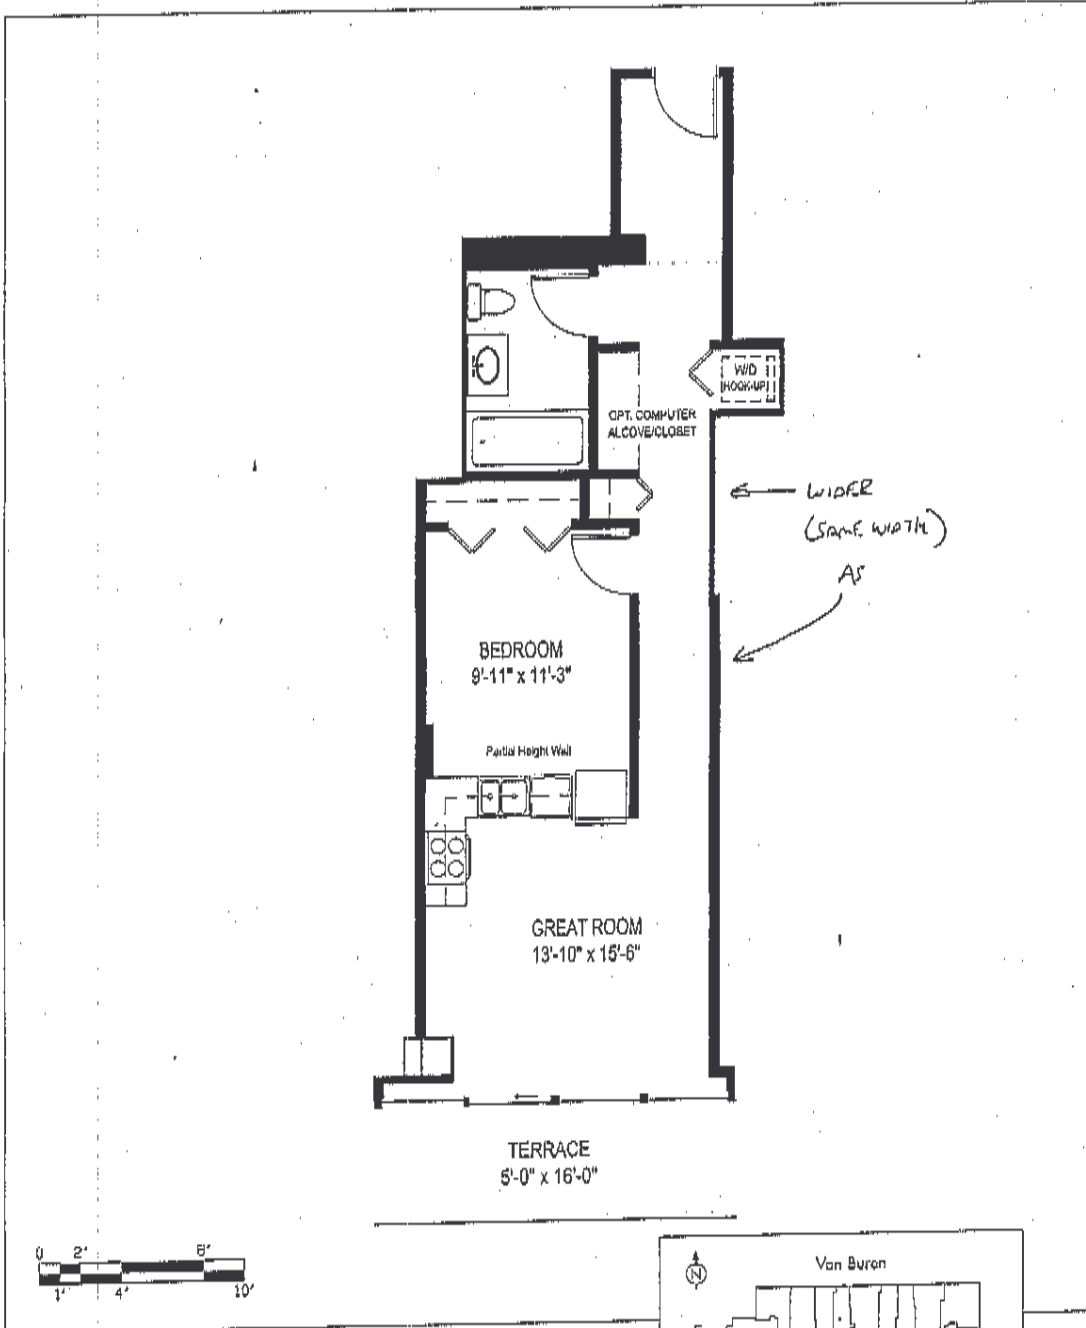 W/D
HOOK-UP
OPT. COMPUTER
ALCOVE/CLOSET
WIDER
(SAME WIDTH)
AS
BEDROOM
9'-11" x 11'-3"
Partial Height Wall
GREAT ROOM
13'-10" x 15'-6"
TERRACE
5'-0" x 16'-0"
0 2' 8'
1' 4' 10'
N
Van Buren